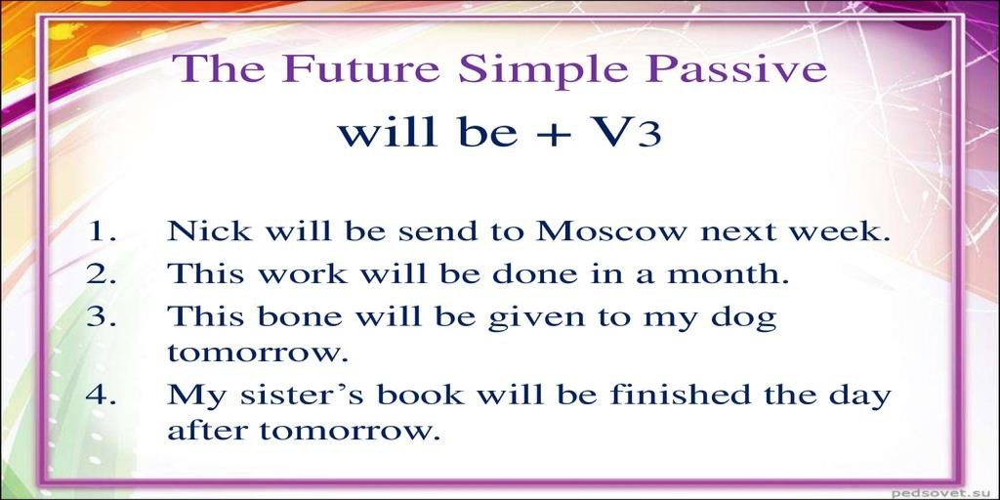 The Future Simple Passive
will be + V3
1. Nick will be send to Moscow next week.
2. This work will be done in a month.
3. This bone will be given to my dog
tomorrow.
4. My sister’s book will be finished the day
after tomorrow.
pedsovet.su